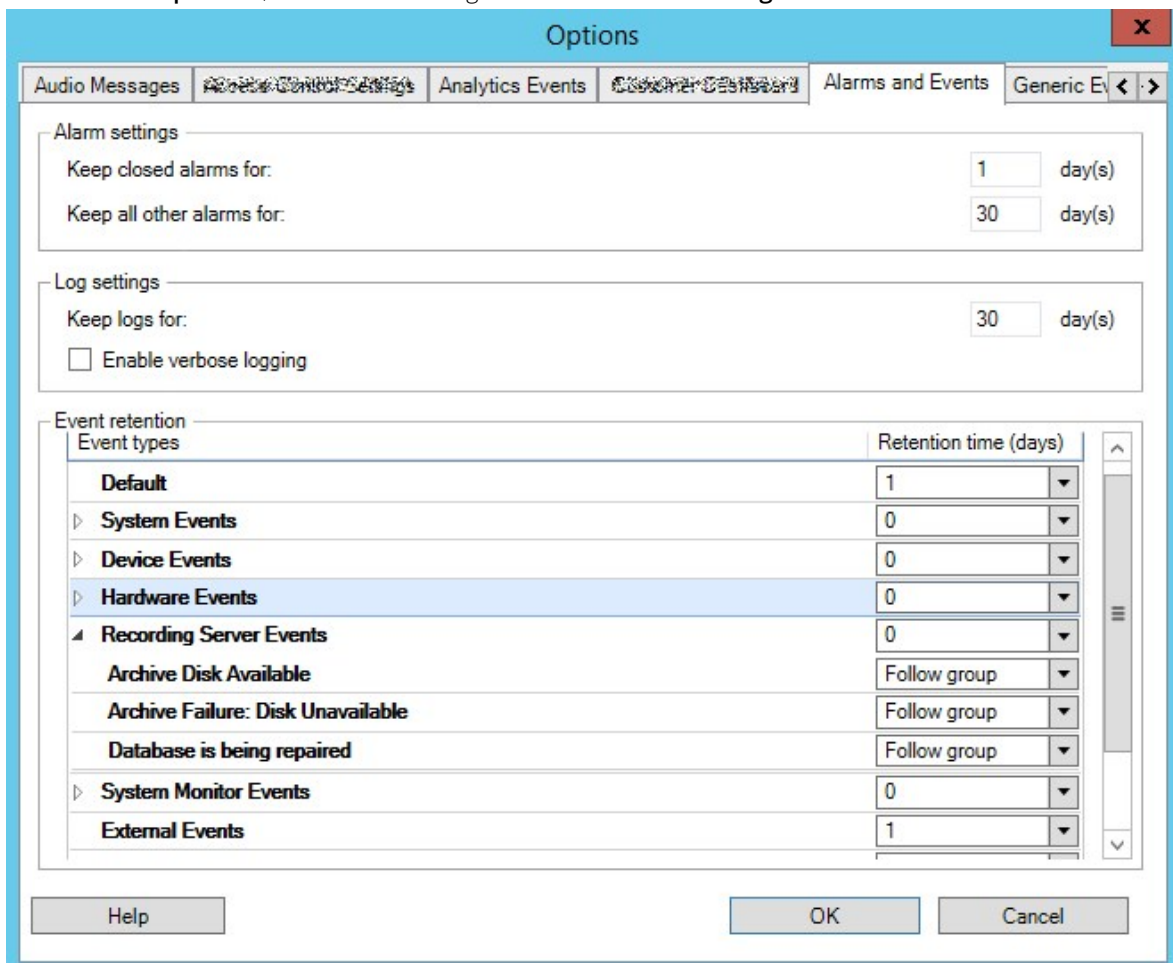 Options
x
Audio Messages
Analytics Events
Alarms and Events
Generic Ev
Alarm settings
Keep closed alarms for: 1 day(s)
Keep all other alarms for: 30 day(s)
Log settings
Keep logs for: 30 day(s)
Enable verbose logging
Event retention
Event types Retention time (days)
Default 1
System Events 0
Device Events 0
Hardware Events 0
Recording Server Events 0
Archive Disk Available Follow group
Archive Failure: Disk Unavailable Follow group
Database is being repaired Follow group
System Monitor Events 0
External Events 1
Help OK Cancel